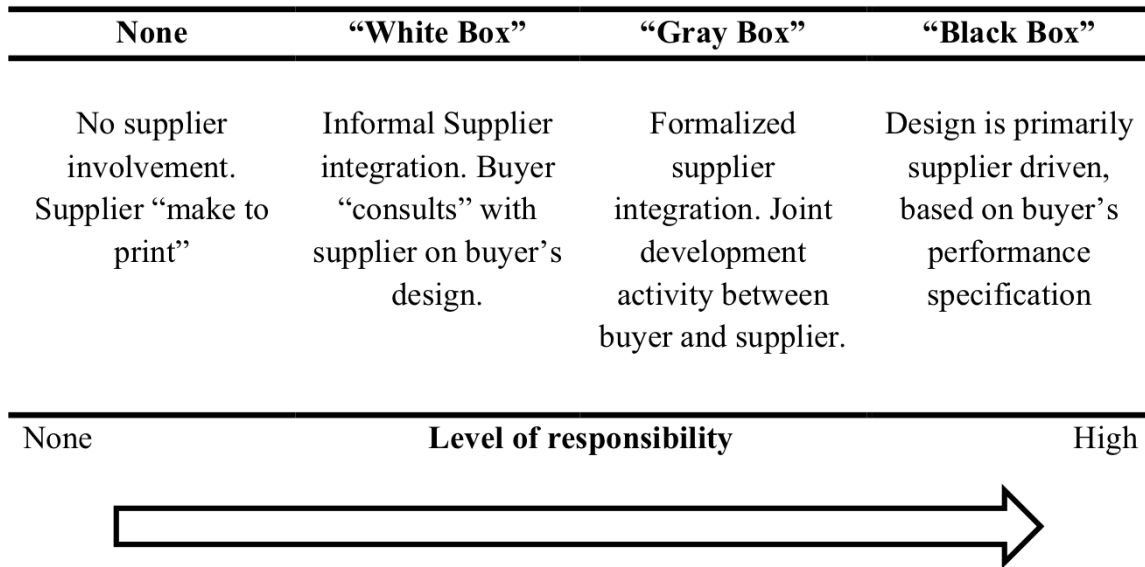 None “White Box” “Gray Box” “Black Box”
No supplier
involvement.
Supplier “make to
print”
Informal Supplier
integration. Buyer
“consults” with
supplier on buyer’s
design.
Formalized
supplier
integration. Joint
development
activity between
buyer and supplier.
Design is primarily
supplier driven,
based on buyer’s
performance
specification
None Level of responsibility High